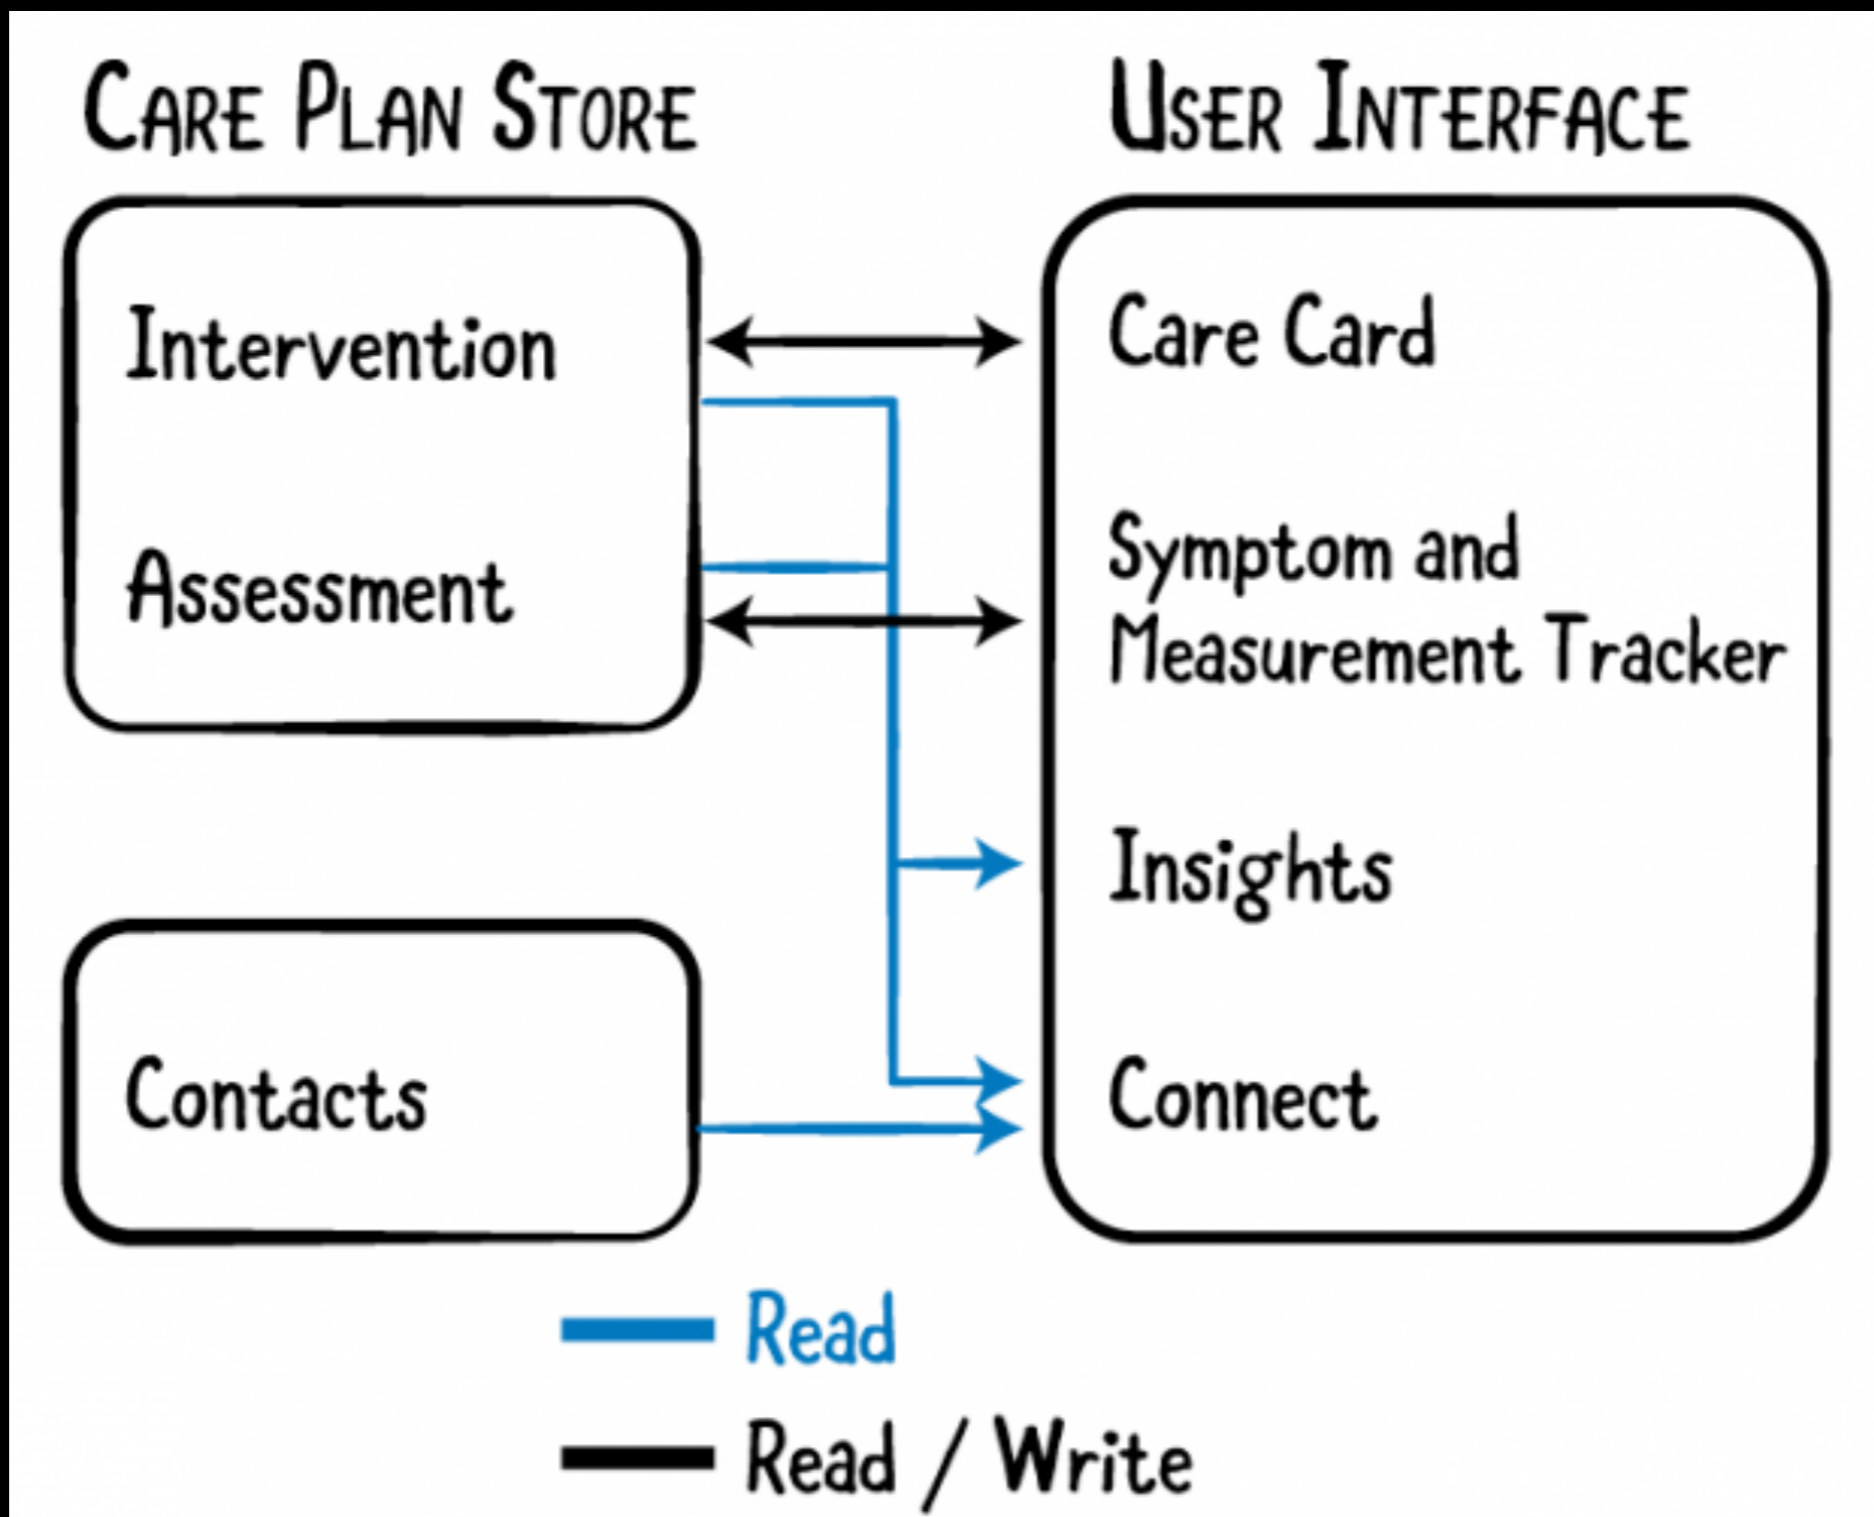 CARE PLAN STORE
Intervention
Assessment
Contacts
USER INTERFACE
Care Card
Symptom and
Measurement Tracker
Insights
Connect
Read
Read / Write